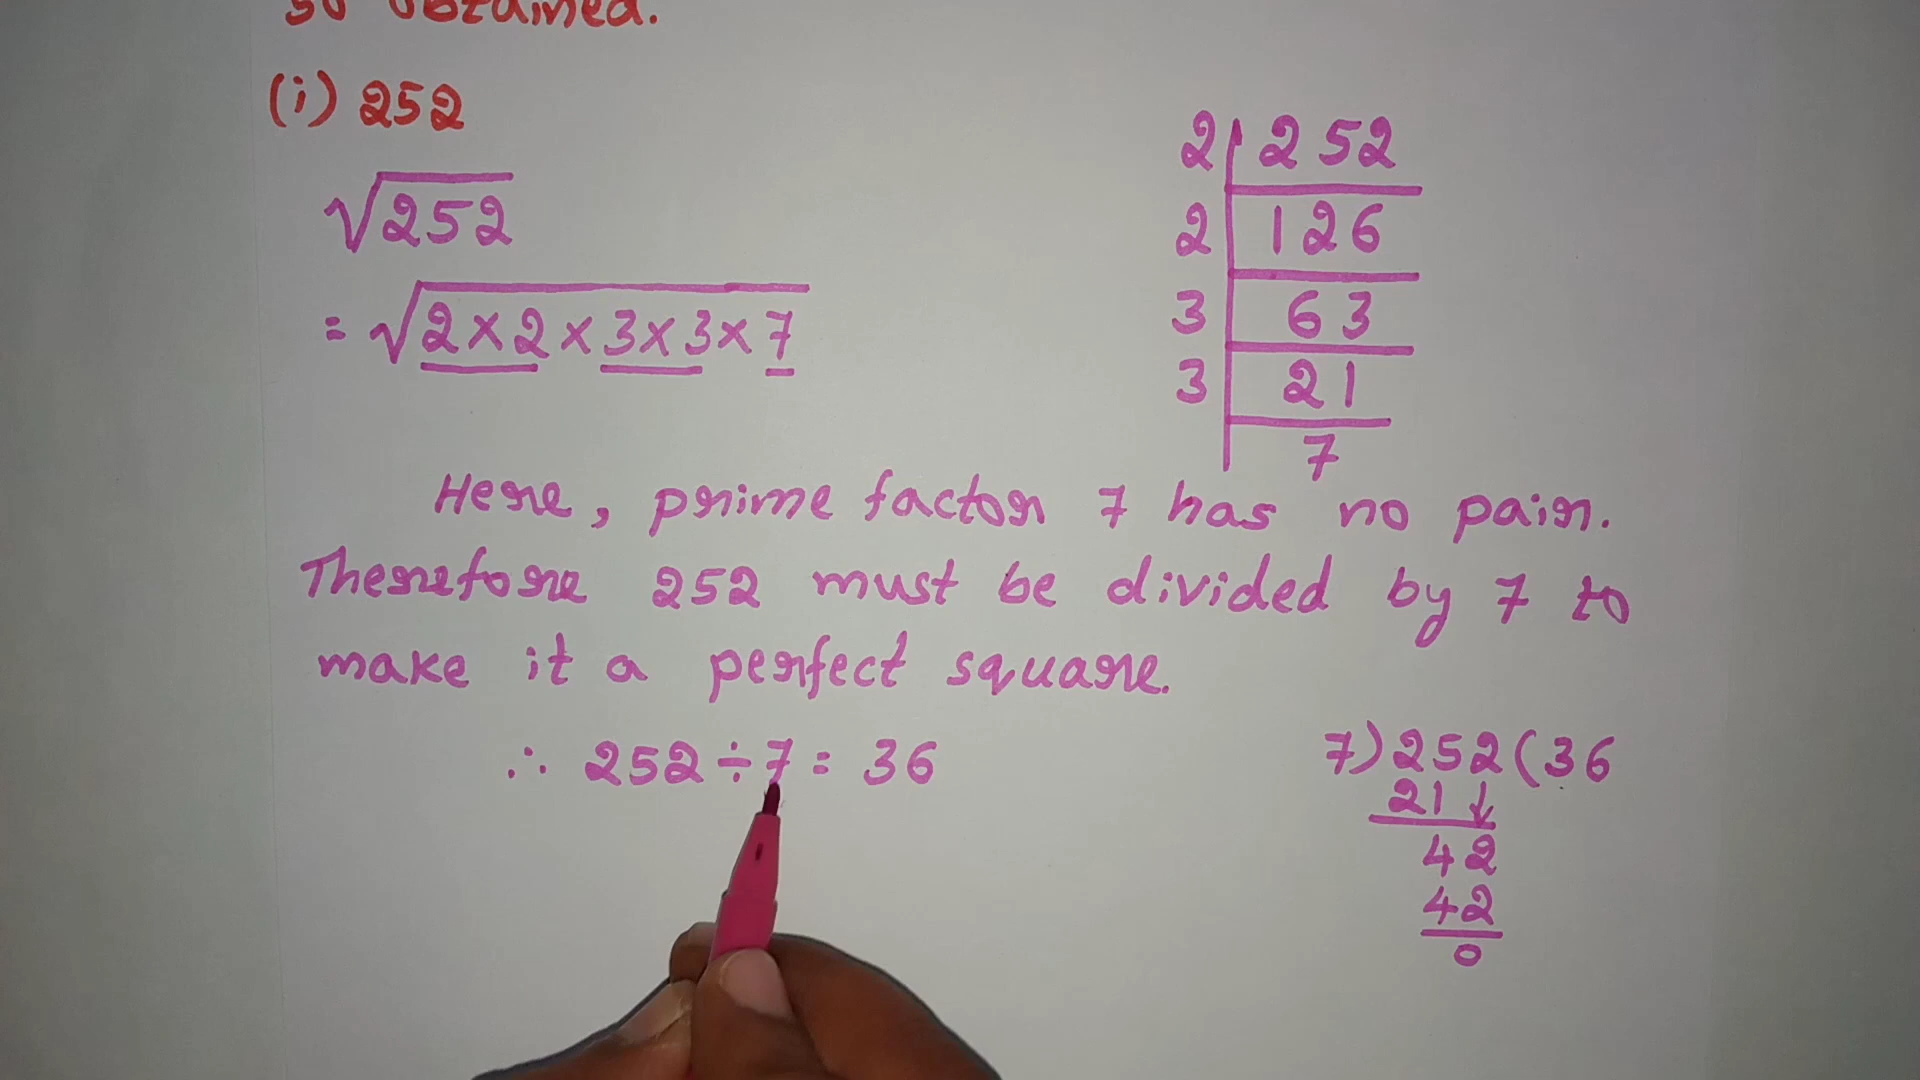 so obtained.
(i) 252
√252
= √2×2×3×3×7
2 252
2 126
3 63
3 21
7
Here, prime factor 7 has no pair.
Therefore 252 must be divided by 7 to
make it a perfect square.
∴ 252÷7 = 36
7)252(36
21↓
42
42
0